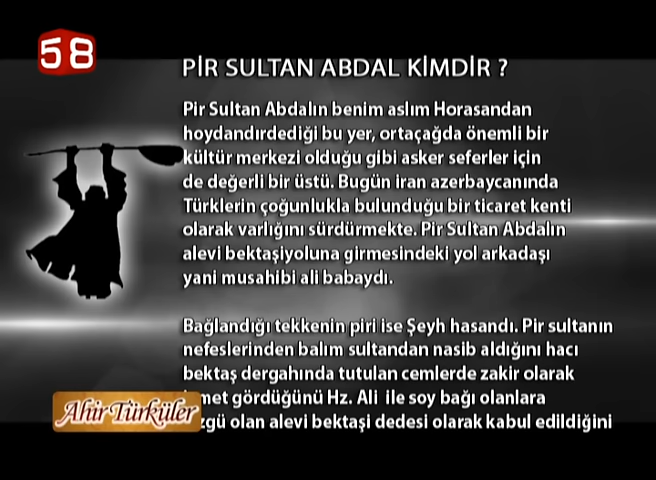 58
PİR SULTAN ABDAL KİMDİR ?
Pir Sultan Abdalın benim aslım Horasandan
hoydandırdediği bu yer, ortaçağda önemli bir
kültür merkezi olduğu gibi asker seferler için
de değerli bir üstü. Bugün iran azerbaycanında
Türklerin çoğunlukla bulunduğu bir ticaret kenti
olarak varlığını sürdürmekte. Pir Sultan Abdalın
alevi bektaşiyoluna girmesindeki yol arkadaşı
yani musahibi ali babaydı.
Bağlandığı tekkenin piri ise Şeyh hasandı. Pir sultanın
nefeslerinden balım sultandan nasib aldığını hacı
bektaş dergahında tutulan cemlerde zakir olarak
gördüğünü Hz. Ali ile soy bağı olanlara
olan alevi bektaşi dedesi olarak kabul edildiğini
Ahir Türküler